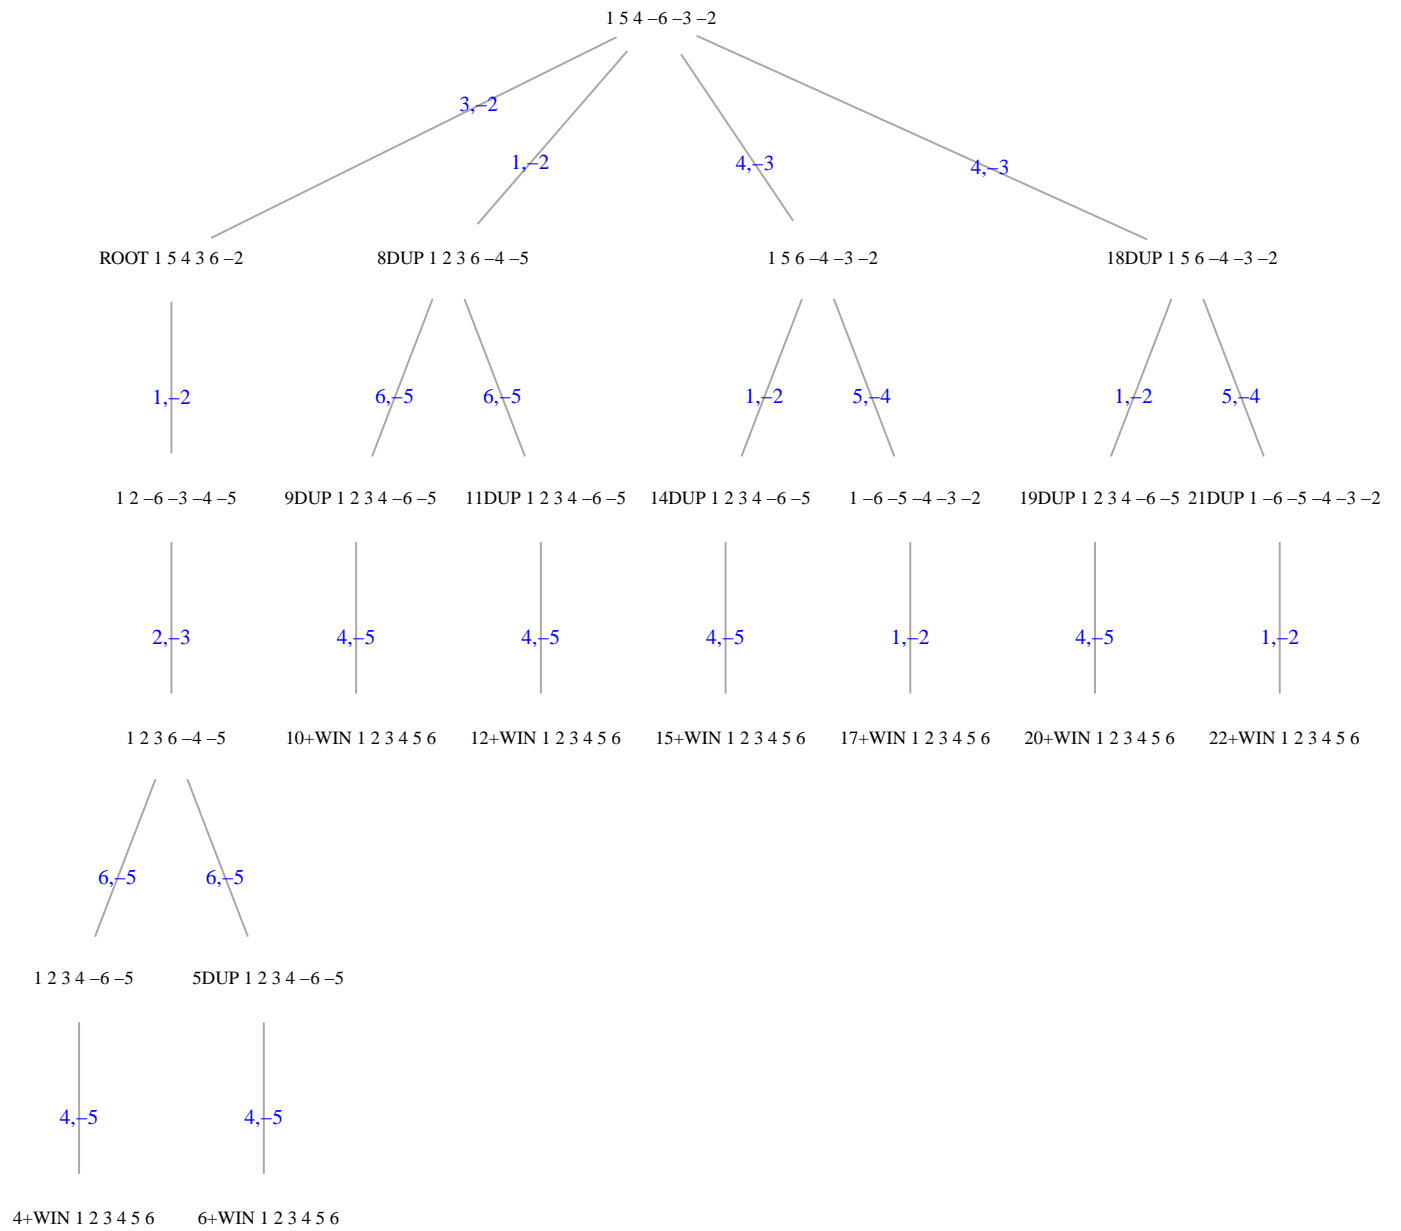 1 5 4 –6 –3 –2
3,–2
1,–2
4,–3
4,–3
ROOT 1 5 4 3 6 –2
8DUP 1 2 3 6 –4 –5
1 5 6 –4 –3 –2
18DUP 1 5 6 –4 –3 –2
1,–2
6,–5
6,–5
1,–2
5,–4
1,–2
5,–4
1 2 –6 –3 –4 –5
9DUP 1 2 3 4 –6 –5
11DUP 1 2 3 4 –6 –5
14DUP 1 2 3 4 –6 –5
1 –6 –5 –4 –3 –2
19DUP 1 2 3 4 –6 –5
21DUP 1 –6 –5 –4 –3 –2
2,–3
4,–5
4,–5
4,–5
1,–2
4,–5
1,–2
1 2 3 6 –4 –5
10+WIN 1 2 3 4 5 6
12+WIN 1 2 3 4 5 6
15+WIN 1 2 3 4 5 6
17+WIN 1 2 3 4 5 6
20+WIN 1 2 3 4 5 6
22+WIN 1 2 3 4 5 6
6,–5
6,–5
1 2 3 4 –6 –5
5DUP 1 2 3 4 –6 –5
4,–5
4,–5
4+WIN 1 2 3 4 5 6
6+WIN 1 2 3 4 5 6